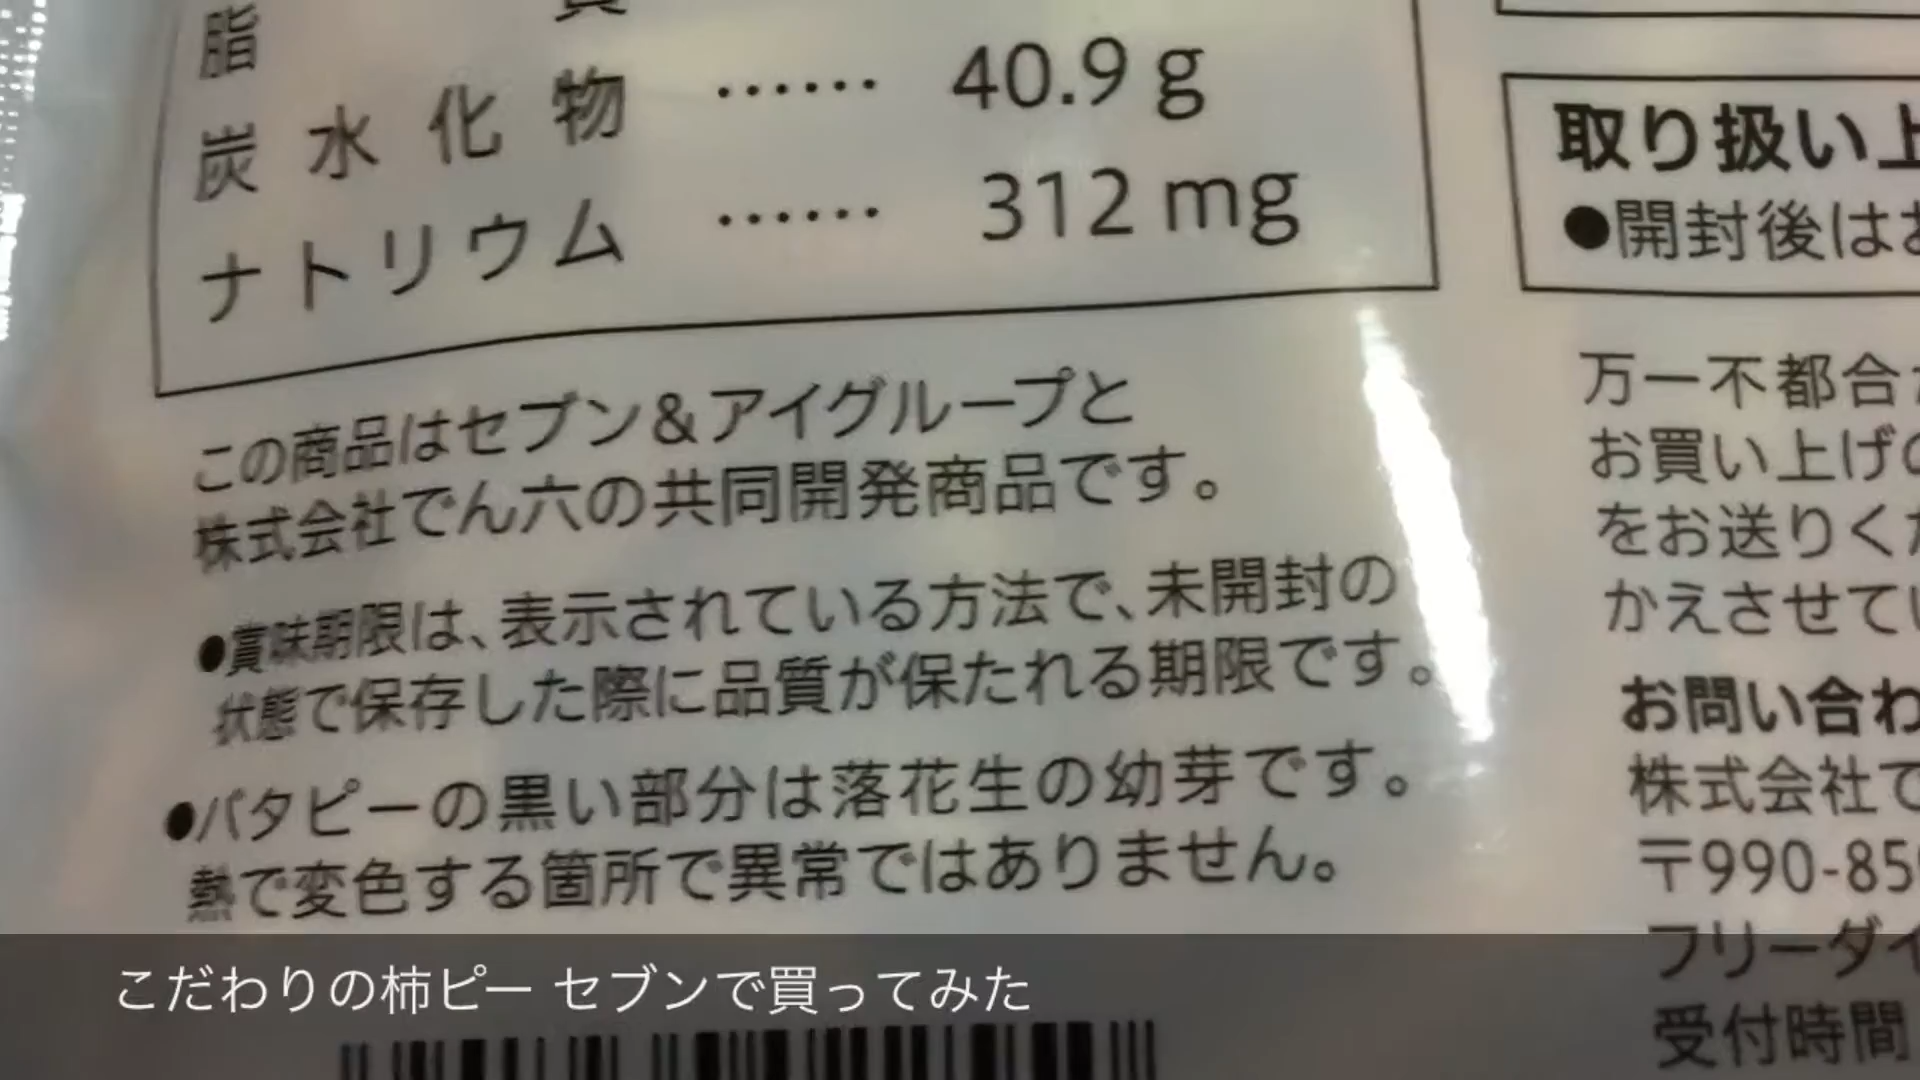 脂 質
炭水化物 …… 40.9 g
ナトリウム …… 312 mg
この商品はセブン&アイグループと
株式会社でん六の共同開発商品です。
●賞味期限は、表示されている方法で、未開封の
状態で保存した際に品質が保たれる期限です。
●バタピーの黒い部分は落花生の幼芽です。
熱で変色する箇所で異常ではありません。
取り扱い上
●開封後はお
万一不都合
お買い上げの
をお送りくだ
かえさせてい
お問い合わ
株式会社で
〒990-85
フリーダイ
受付時間
こだわりの柿ピー セブンで買ってみた